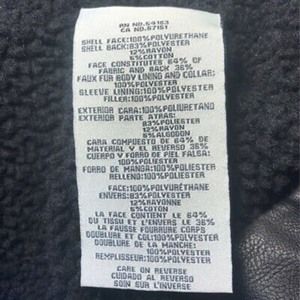 RN NO.64163
CA NO.67151
SHELL FACE:100%POLYURETHANE
SHELL BACK:83%POLYESTER
12%RAYON
5%COTTON
FACE CONSTITUTES 64% OF
FABRIC AND BACK 36%
FAUX FUR BODY LINING AND COLLAR:
100%POLYESTER
SLEEVE LINING:100%POLYESTER
FILLER:100%POLYESTER
EXTERIOR CARA:100%POLIURETANO
EXTERIOR PARTE ATRAS:
83%POLIESTER
12%RAYON
5%ALGODON
CARA COMPUESTO DE 64% DE
MATERIAL Y EL REVERSO 36%
CUERPO Y FORRO DE PIEL FALSA:
100%POLIESTER
FORRO DE MANGA:100%POLIESTER
RELLENO:100%POLIESTER
FACE:100%POLYURÉTHANE
ENVERS:83%POLYESTER
12%RAYONNE
5%COTON
LA FACE CONTIENT LE 64%
DU TISSU ET L'ENVERS LE 36%
LA FAUSSE FOURRURE CORPS
DOUBLURE ET COL:100%POLYESTER
DOUBLURE DE LA MANCHE:
100%POLYESTER
REMPLISSEUR:100%POLYESTER
CARE ON REVERSE
CUIDADO AL REVERSO
SOIN SUR L'INVERSE